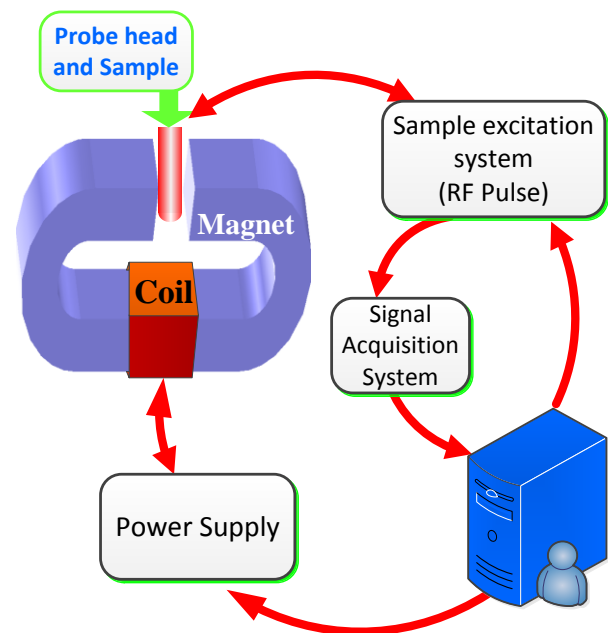 Probe head
and Sample
Sample excitation
system
(RF Pulse)
Magnet
Coil
Signal
Acquisition
System
Power Supply